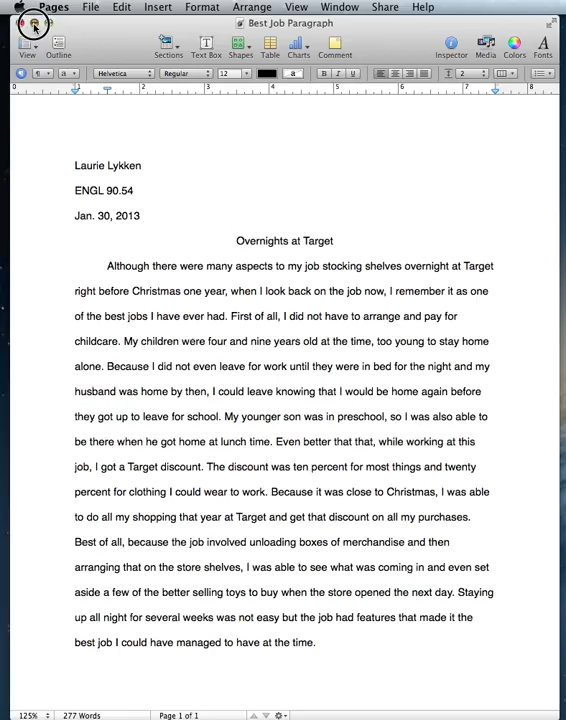 Pages File Edit Insert Format Arrange View Window Share Help
Best Job Paragraph
View Outline Sections Text Box Shapes Table Charts Comment Inspector Media Colors Fonts
¶ a Helvetica Regular 12 a B I U T 2
0 1 2 3 4 5 6 7 8
Laurie Lykken
ENGL 90.54
Jan. 30, 2013
Overnights at Target
Although there were many aspects to my job stocking shelves overnight at Target
right before Christmas one year, when I look back on the job now, I remember it as one
of the best jobs I have ever had. First of all, I did not have to arrange and pay for
childcare. My children were four and nine years old at the time, too young to stay home
alone. Because I did not even leave for work until they were in bed for the night and my
husband was home by then, I could leave knowing that I would be home again before
they got up to leave for school. My younger son was in preschool, so I was also able to
be there when he got home at lunch time. Even better that that, while working at this
job, I got a Target discount. The discount was ten percent for most things and twenty
percent for clothing I could wear to work. Because it was close to Christmas, I was able
to do all my shopping that year at Target and get that discount on all my purchases.
Best of all, because the job involved unloading boxes of merchandise and then
arranging that on the store shelves, I was able to see what was coming in and even set
aside a few of the better selling toys to buy when the store opened the next day. Staying
up all night for several weeks was not easy but the job had features that made it the
best job I could have managed to have at the time.
125% 277 Words Page 1 of 1